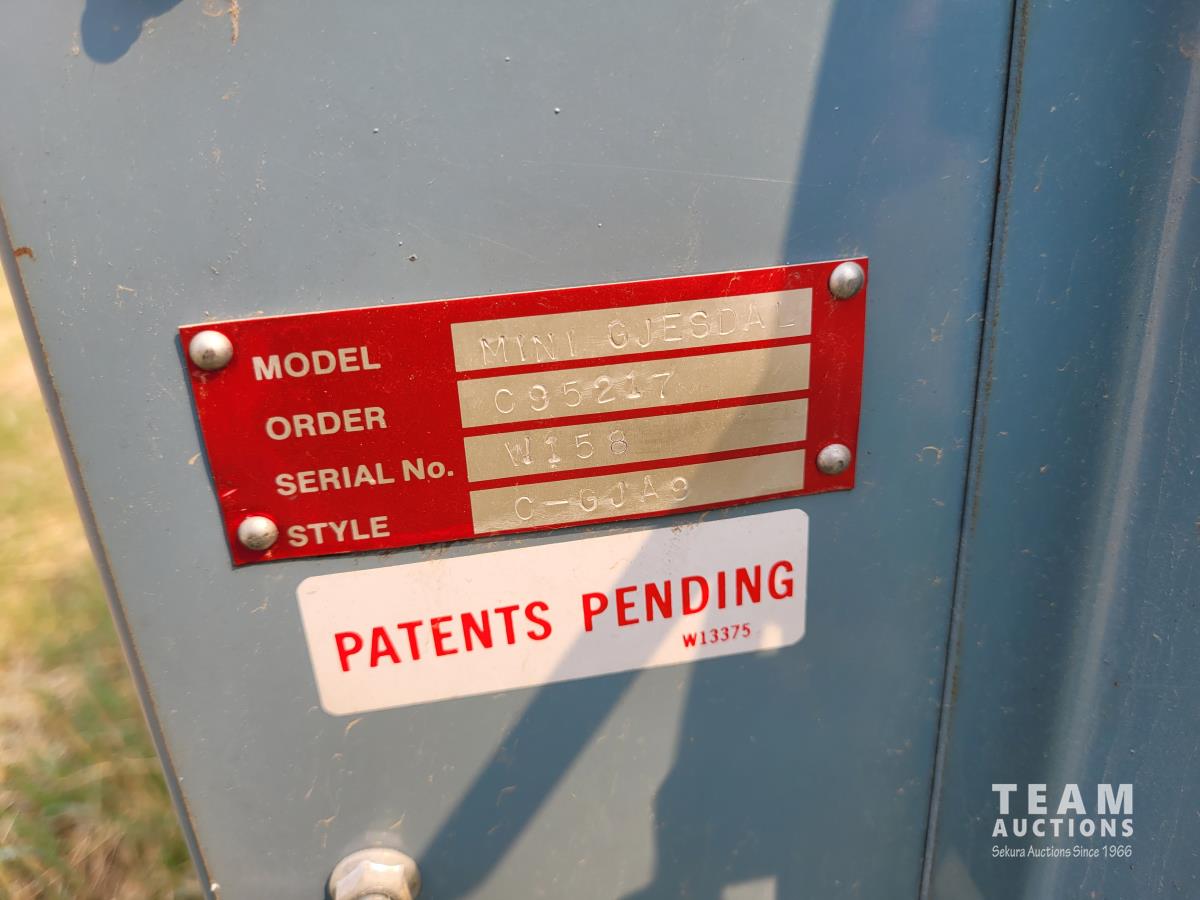 MODEL MINI GJESDAL
ORDER C95217
SERIAL No. W158
STYLE C-GJA9
PATENTS PENDING
W13375
TEAM
AUCTIONS
Sekura Auctions Since 1966